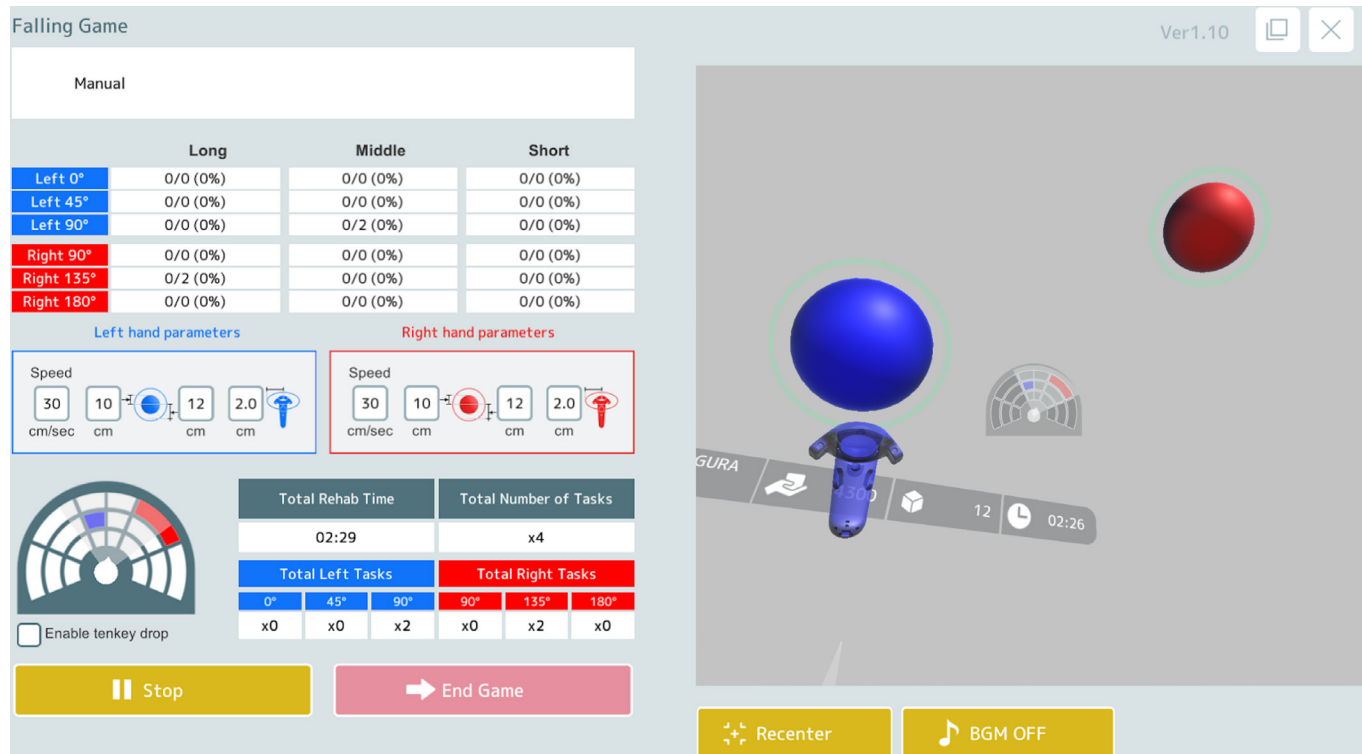 Falling Game
Ver1.10
Manual
Long Middle Short
Left 0° 0/0 (0%) 0/0 (0%) 0/0 (0%)
Left 45° 0/0 (0%) 0/0 (0%) 0/0 (0%)
Left 90° 0/0 (0%) 0/2 (0%) 0/0 (0%)
Right 90° 0/0 (0%) 0/0 (0%) 0/0 (0%)
Right 135° 0/2 (0%) 0/0 (0%) 0/0 (0%)
Right 180° 0/0 (0%) 0/0 (0%) 0/0 (0%)
Left hand parameters
Speed
30 10 12 2.0
cm/sec cm cm cm
Right hand parameters
Speed
30 10 12 2.0
cm/sec cm cm cm
Total Rehab Time Total Number of Tasks
02:29 x4
Total Left Tasks Total Right Tasks
0° 45° 90° 90° 135° 180°
x0 x0 x2 x0 x2 x0
Enable tenkey drop
Stop
End Game
GURA 4300 12 02:26
Recenter
BGM OFF